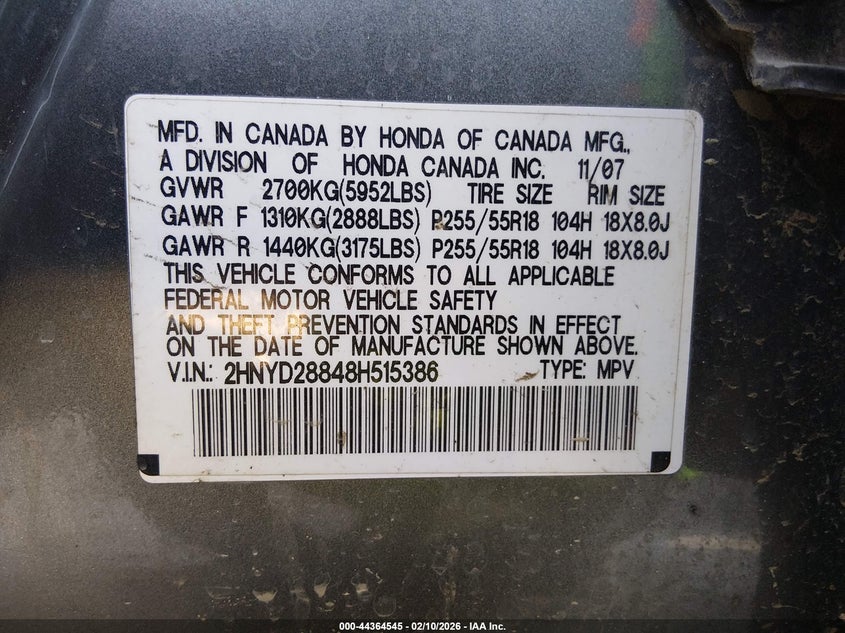 MFD. IN CANADA BY HONDA OF CANADA MFG.,
A DIVISION OF HONDA CANADA INC. 11/07
GVWR 2700KG(5952LBS) TIRE SIZE RIM SIZE
GAWR F 1310KG(2888LBS) P255/55R18 104H 18X8.0J
GAWR R 1440KG(3175LBS) P255/55R18 104H 18X8.0J
THIS VEHICLE CONFORMS TO ALL APPLICABLE
FEDERAL MOTOR VEHICLE SAFETY
AND THEFT PREVENTION STANDARDS IN EFFECT
ON THE DATE OF MANUFACTURE SHOWN ABOVE.
V.I.N.: 2HNYD28848H515386 TYPE: MPV
000-44364545 - 02/10/2026 - IAA Inc.